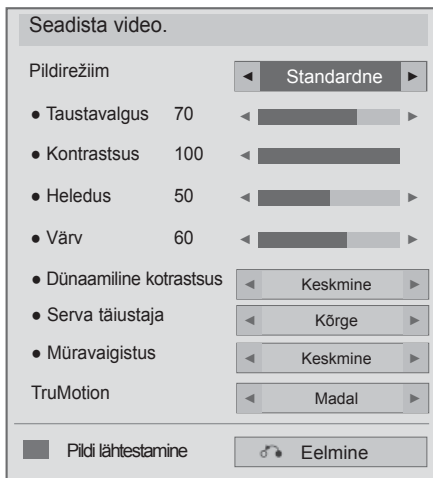 Seadista video.
Pildirežiim Standardne
● Taustavalgus 70
● Kontrastsus 100
● Heledus 50
● Värv 60
● Dünaamiline kotrastsus Keskmine
● Serva täiustaja Kõrge
● Müravaigistus Keskmine
TruMotion Madal
Pildi lähtestamine Eelmine